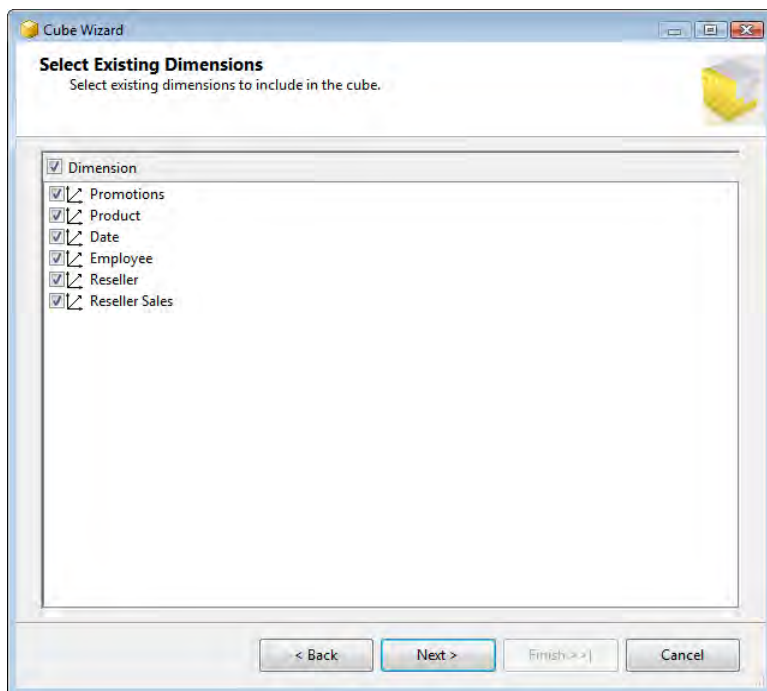 Cube Wizard
Select Existing Dimensions
Select existing dimensions to include in the cube.
Dimension
Promotions
Product
Date
Employee
Reseller
Reseller Sales
< Back Next > Finish >>| Cancel